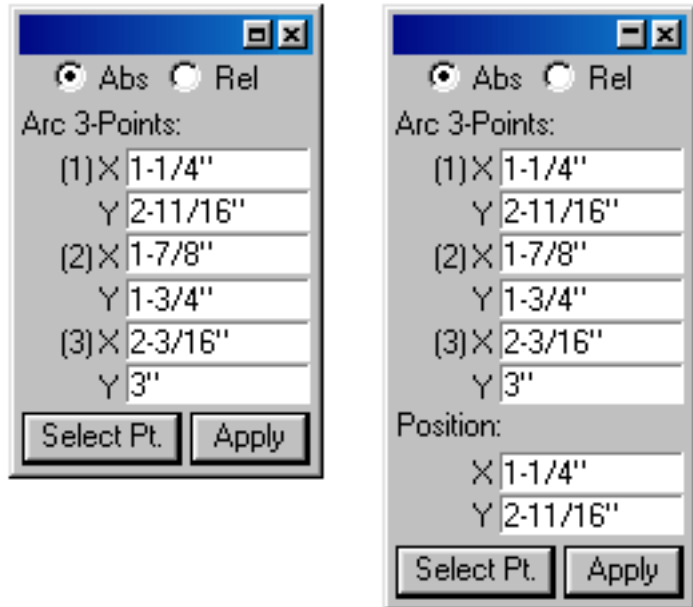 Abs Rel
Arc 3-Points:
(1) X 1-1/4"
Y 2-11/16"
(2) X 1-7/8"
Y 1-3/4"
(3) X 2-3/16"
Y 3"
Select Pt. Apply
Abs Rel
Arc 3-Points:
(1) X 1-1/4"
Y 2-11/16"
(2) X 1-7/8"
Y 1-3/4"
(3) X 2-3/16"
Y 3"
Position:
X 1-1/4"
Y 2-11/16"
Select Pt. Apply